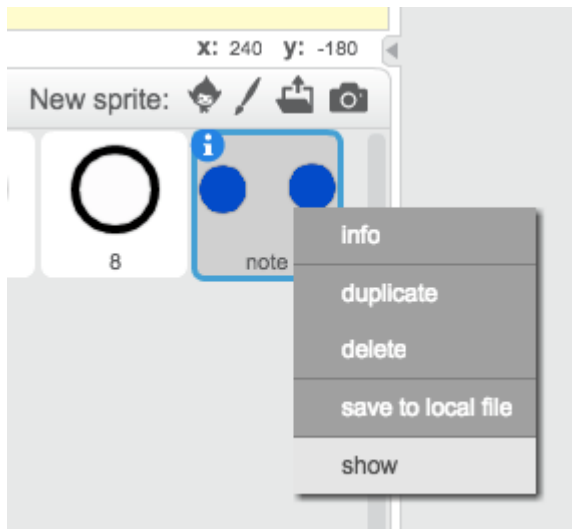 x: 240 y: -180
New sprite:
i
8
note
info
duplicate
delete
save to local file
show